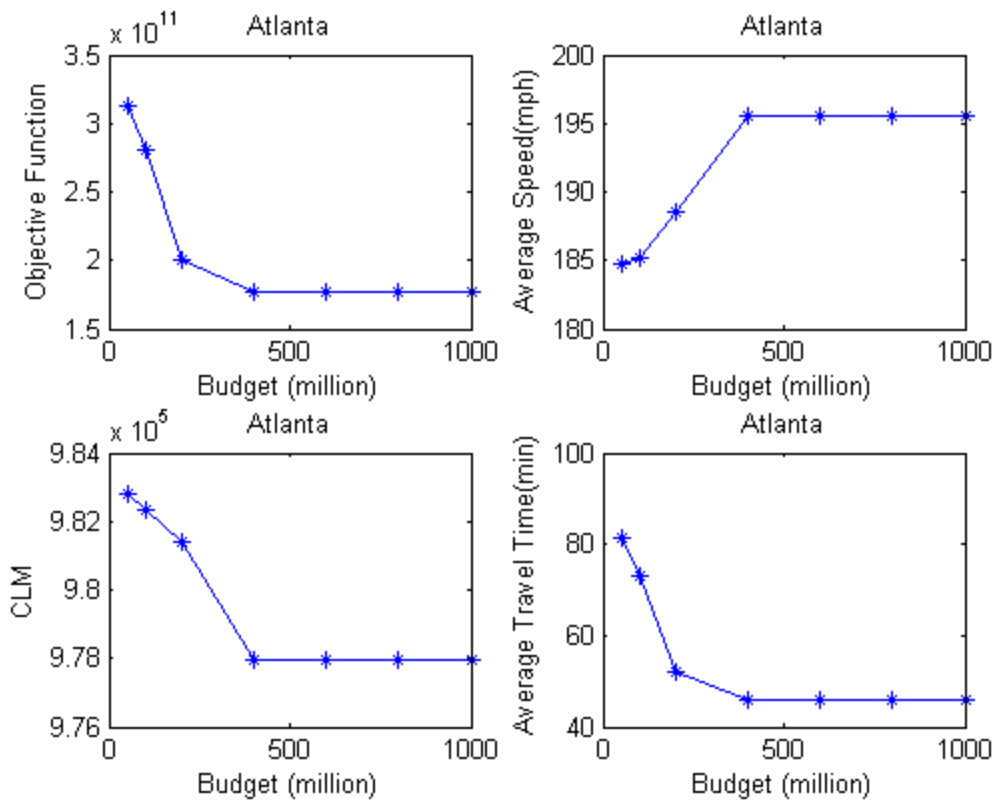 x 10^11
Atlanta
3.5
3
2.5
2
1.5
Objective Function
0 500 1000
Budget (million)
Atlanta
200
195
190
185
180
Average Speed(mph)
0 500 1000
Budget (million)
x 10^5
Atlanta
9.84
9.82
9.8
9.78
9.76
CLM
0 500 1000
Budget (million)
Atlanta
100
80
60
40
Average Travel Time(min)
0 500 1000
Budget (million)